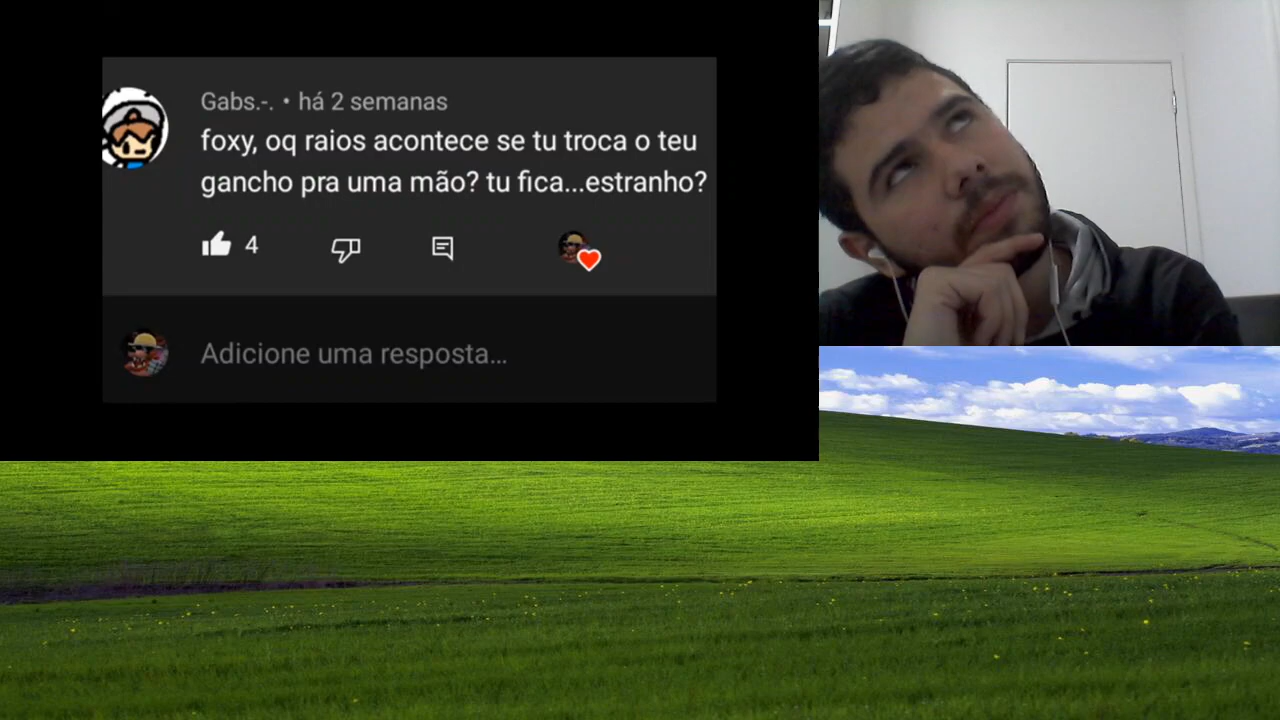 Gabs.-. • há 2 semanas
foxy, oq raios acontece se tu troca o teu
gancho pra uma mão? tu fica...estranho?
4
Adicione uma resposta...